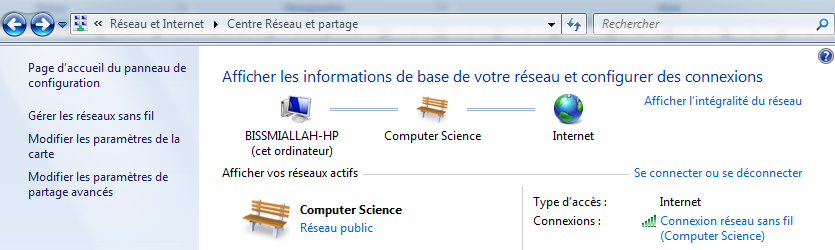 « Réseau et Internet ▸ Centre Réseau et partage
Rechercher
Page d'accueil du panneau de
configuration
Gérer les réseaux sans fil
Modifier les paramètres de la
carte
Modifier les paramètres de
partage avancés
Afficher les informations de base de votre réseau et configurer des connexions
Afficher l'intégralité du réseau
BISSMIALLAH-HP
(cet ordinateur)
Computer Science
Internet
Afficher vos réseaux actifs
Se connecter ou se déconnecter
Computer Science
Réseau public
Type d'accès : Internet
Connexions : Connexion réseau sans fil
(Computer Science)